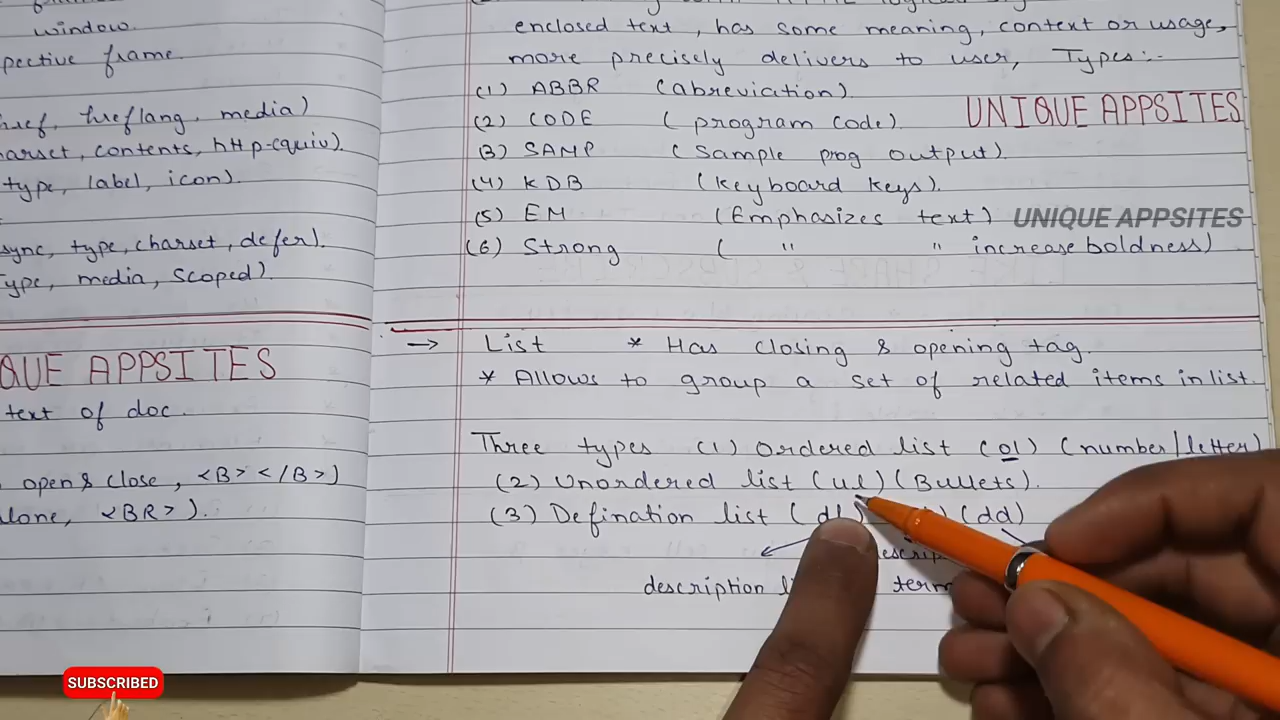 window.
pective frame.
href, hreflang, media)
harset, contents, http-equiv).
type, label, icon).
sync, type, charset, defer).
type, media, scoped).
QUE APPSITES
text of doc.
open & close, <B> </B>)
lone, <BR>).
enclosed text, has some meaning, context or usage,
more precisely delivers to user, Types:-
(1) ABBR (abreviation).
UNIQUE APPSITES
(2) CODE (program code).
(3) SAMP (Sample prog output).
(4) KDB (Keyboard keys).
(5) EM (Emphasizes text)
UNIQUE APPSITES
(6) Strong ( " " increase boldness)
→ List * Has closing & opening tag.
* Allows to group a set of related items in list.
Three types (1) Ordered list (ol) (number/letter)
(2) Unordered list (ul) (Bullets).
(3) Defination list (dl) (dd)
description
term
SUBSCRIBED